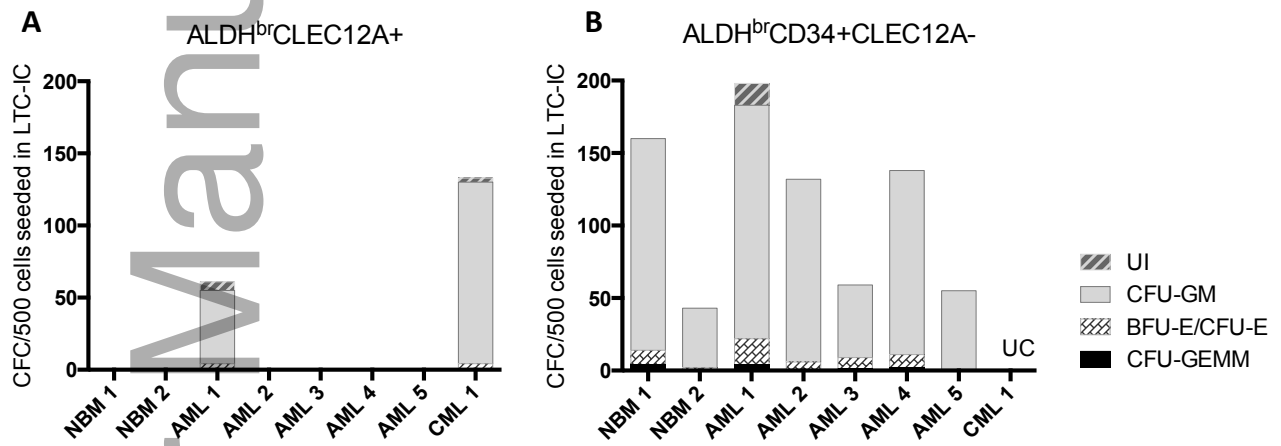 A
ALDHbrCLEC12A+
CFC/500 cells seeded in LTC-IC
200
150
100
50
0
NBM 1
NBM 2
AML 1
AML 2
AML 3
AML 4
AML 5
CML 1
B
ALDHbrCD34+CLEC12A-
CFC/500 cells seeded in LTC-IC
200
150
100
50
0
UC
NBM 1
NBM 2
AML 1
AML 2
AML 3
AML 4
AML 5
CML 1
UI
CFU-GM
BFU-E/CFU-E
CFU-GEMM
Manu